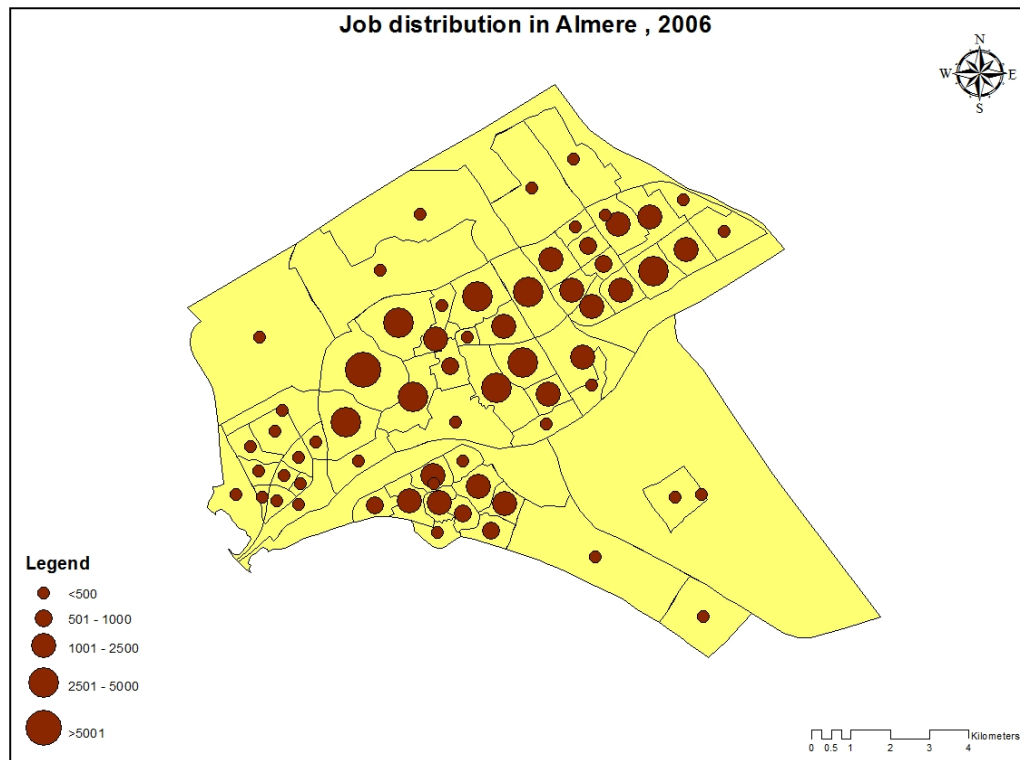 Job distribution in Almere , 2006
N
W E
S
Legend
<500
501 - 1000
1001 - 2500
2501 - 5000
>5001
Kilometers
0 0.5 1 2 3 4